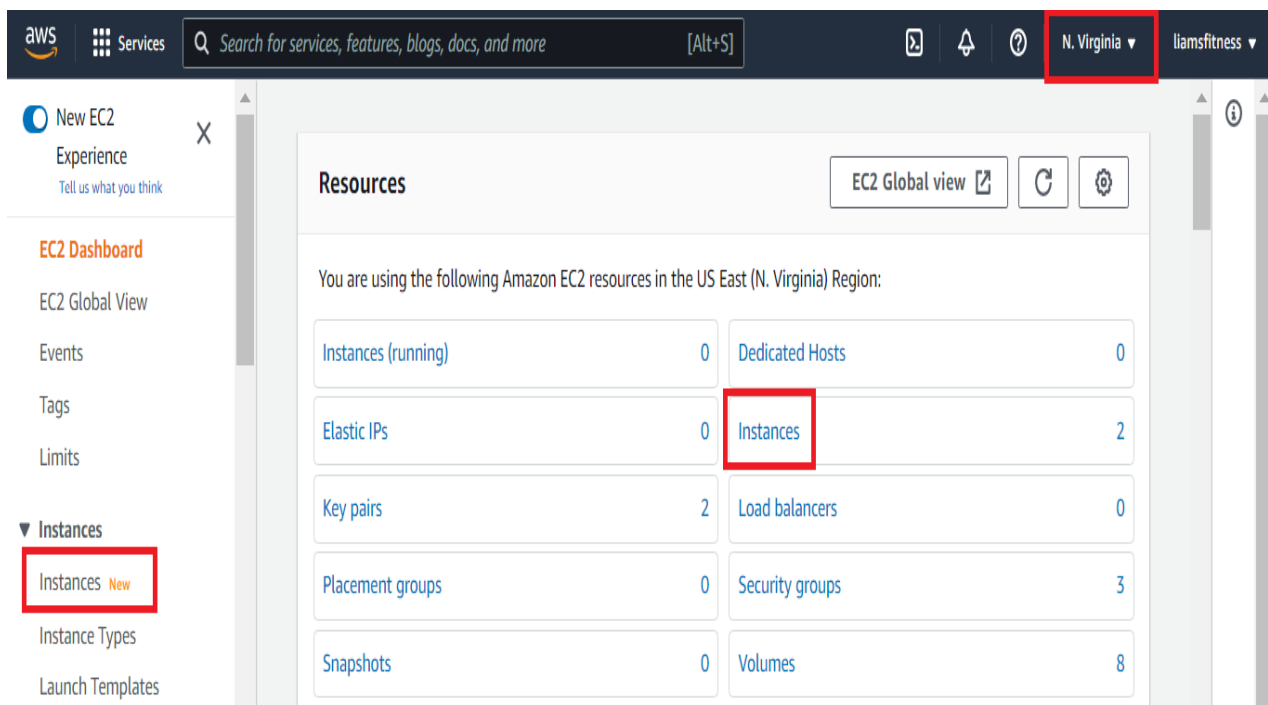 aws Services Search for services, features, blogs, docs, and more [Alt+S] N. Virginia ▼ liamsfitness ▼
New EC2
Experience
Tell us what you think
EC2 Dashboard
EC2 Global View
Events
Tags
Limits
▼ Instances
Instances New
Instance Types
Launch Templates
Resources EC2 Global view
You are using the following Amazon EC2 resources in the US East (N. Virginia) Region:
Instances (running) 0 Dedicated Hosts 0
Elastic IPs 0 Instances 2
Key pairs 2 Load balancers 0
Placement groups 0 Security groups 3
Snapshots 0 Volumes 8